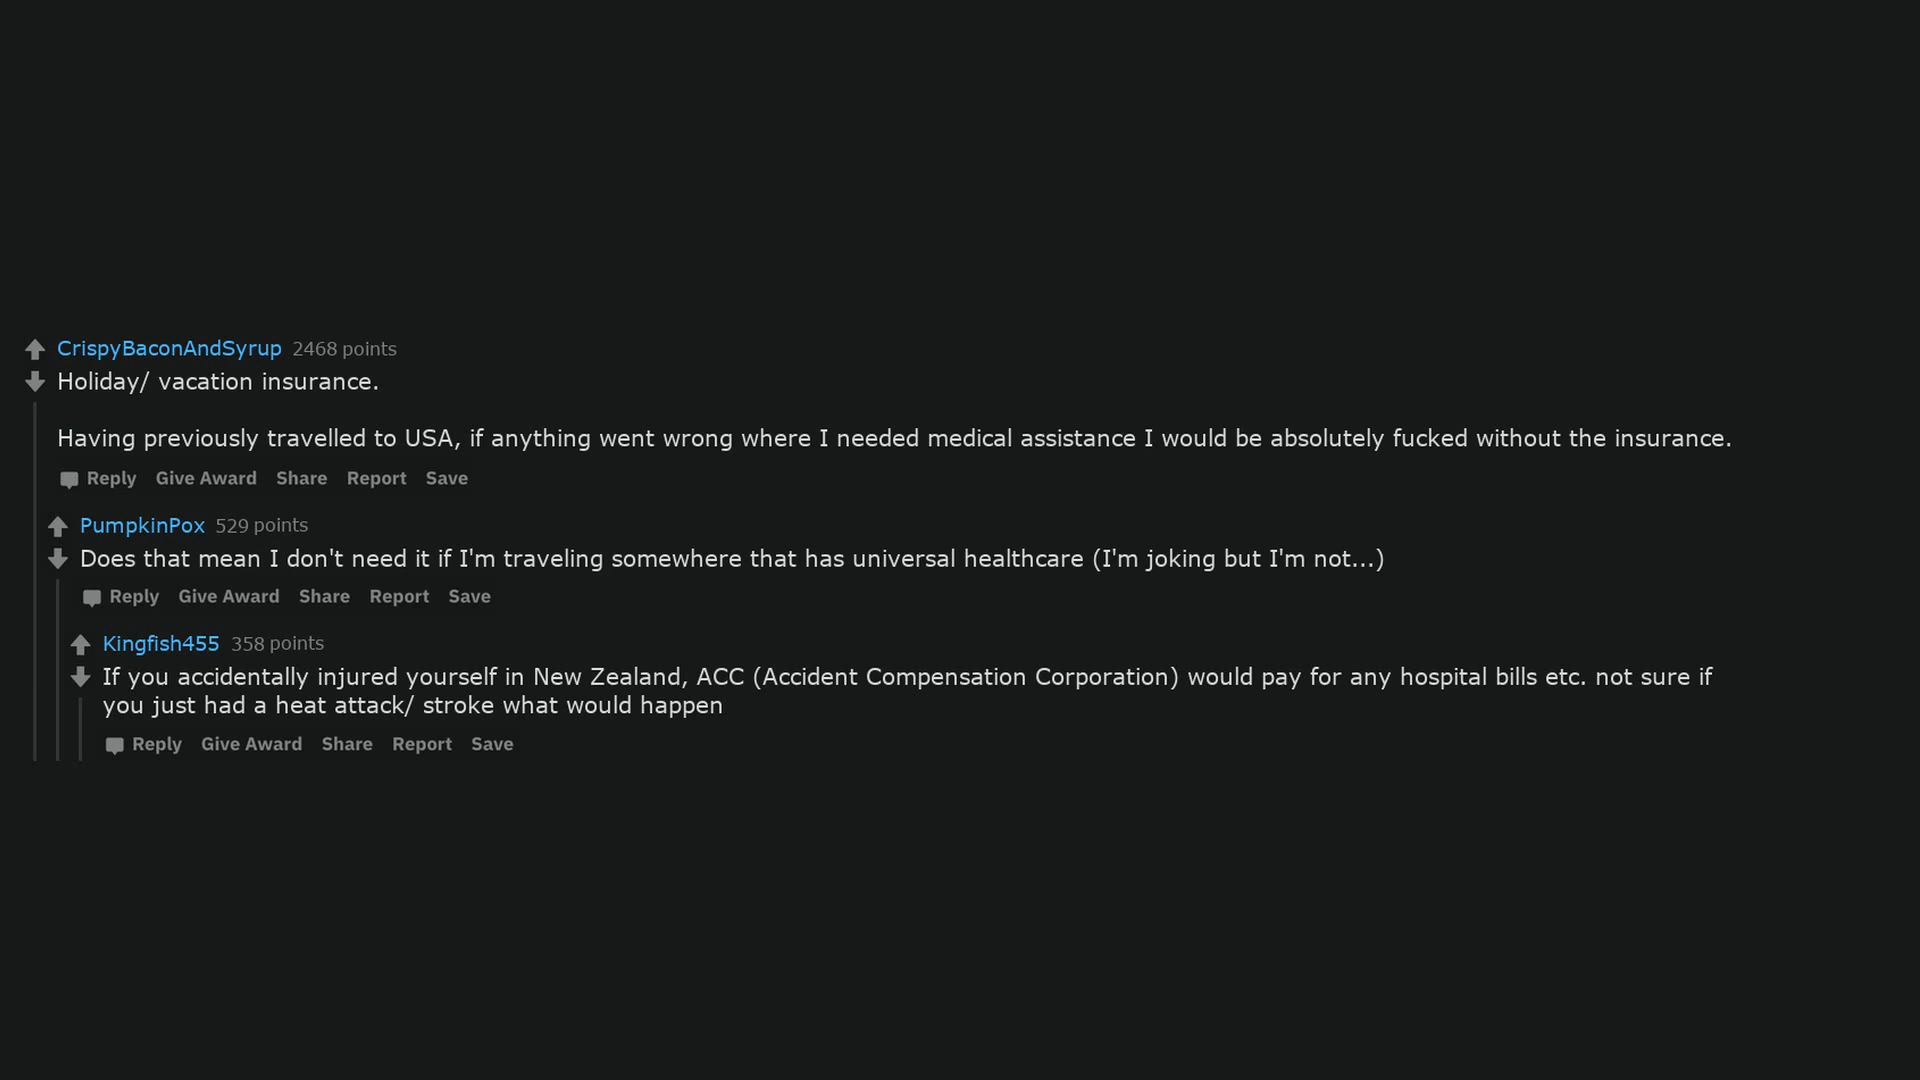 CrispyBaconAndSyrup 2468 points
Holiday/ vacation insurance.
Having previously travelled to USA, if anything went wrong where I needed medical assistance I would be absolutely fucked without the insurance.
Reply Give Award Share Report Save
PumpkinPox 529 points
Does that mean I don't need it if I'm traveling somewhere that has universal healthcare (I'm joking but I'm not...)
Reply Give Award Share Report Save
Kingfish455 358 points
If you accidentally injured yourself in New Zealand, ACC (Accident Compensation Corporation) would pay for any hospital bills etc. not sure if
you just had a heat attack/ stroke what would happen
Reply Give Award Share Report Save